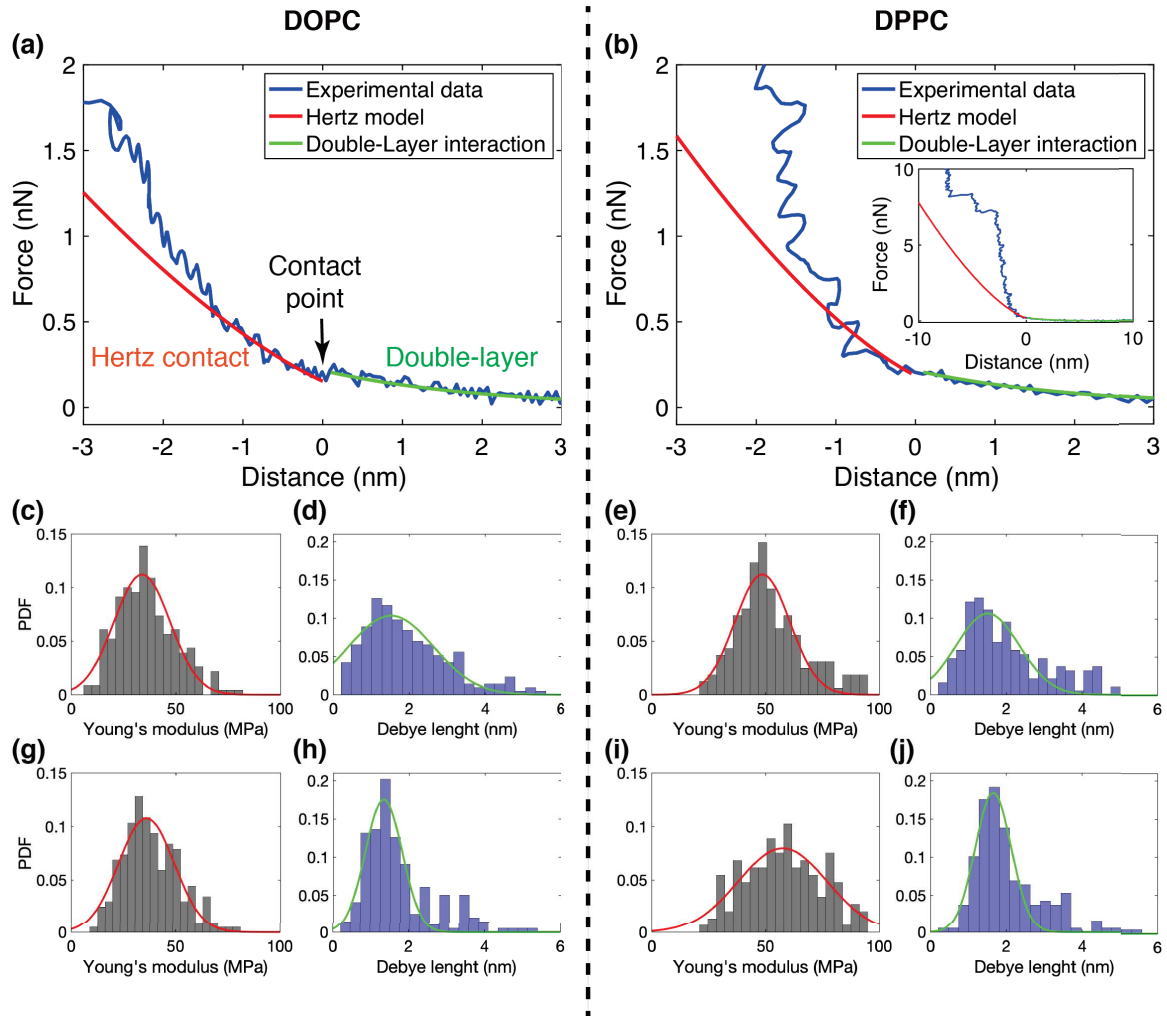 DOPC
DPPC
(a)
2
1.5
1
0.5
0
Force (nN)
-3 -2 -1 0 1 2 3
Distance (nm)
Experimental data
Hertz model
Double-Layer interaction
Contact
point
Hertz contact
Double-layer
(b)
2
1.5
1
0.5
0
Force (nN)
-3 -2 -1 0 1 2 3
Distance (nm)
Experimental data
Hertz model
Double-Layer interaction
10
5
0
Force (nN)
-10 0 10
Distance (nm)
(c)
0.15
0.1
0.05
0
PDF
0 50 100
Young's modulus (MPa)
(d)
0.2
0.15
0.1
0.05
0
0 2 4 6
Debye lenght (nm)
(e)
0.15
0.1
0.05
0
0 50 100
Young's modulus (MPa)
(f)
0.2
0.15
0.1
0.05
0
0 2 4 6
Debye lenght (nm)
(g)
0.15
0.1
0.05
0
PDF
0 50 100
Young's modulus (MPa)
(h)
0.2
0.15
0.1
0.05
0
0 2 4 6
Debye lenght (nm)
(i)
0.15
0.1
0.05
0
0 50 100
Young's modulus (MPa)
(j)
0.2
0.15
0.1
0.05
0
0 2 4 6
Debye lenght (nm)